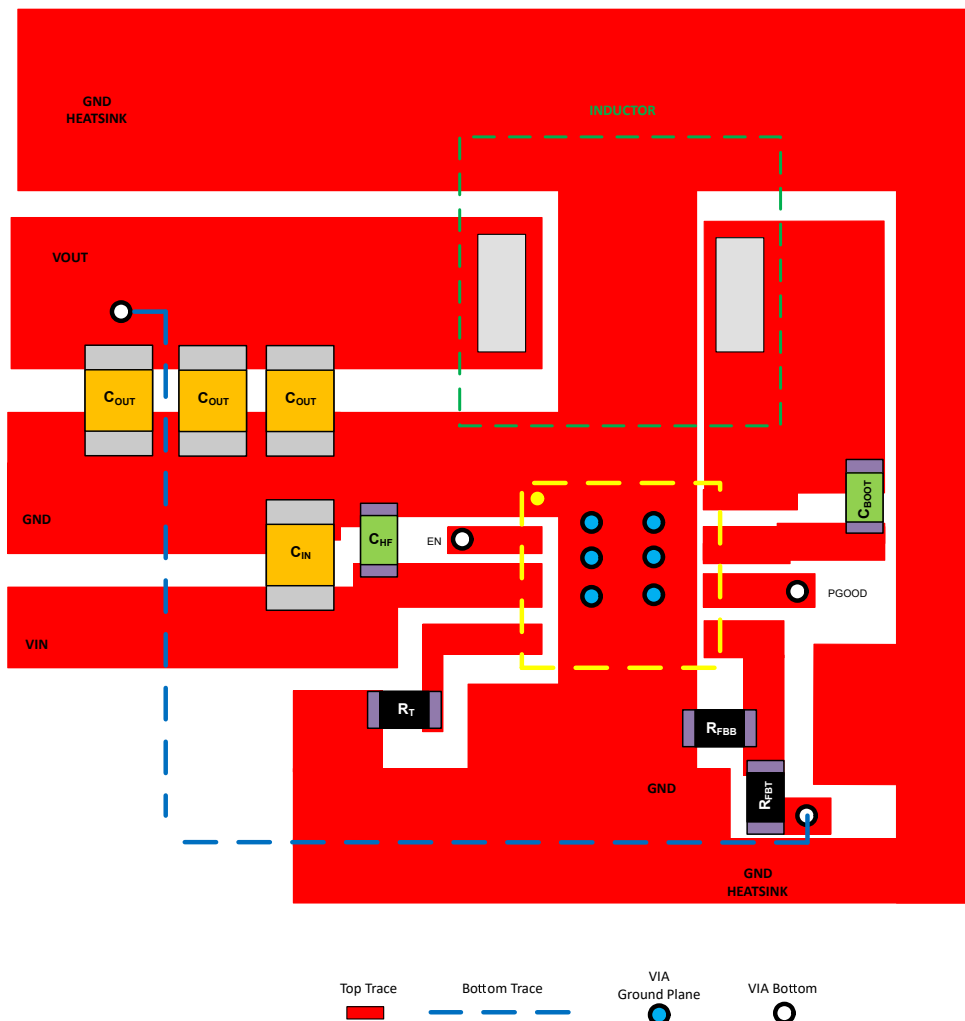 GND
HEATSINK
INDUCTOR
VOUT
COUT
COUT
COUT
CBOOT
GND
CIN
CHF
EN
PGOOD
VIN
RT
RFBB
GND
RFBT
GND
HEATSINK
Top Trace
Bottom Trace
VIA
Ground Plane
VIA Bottom